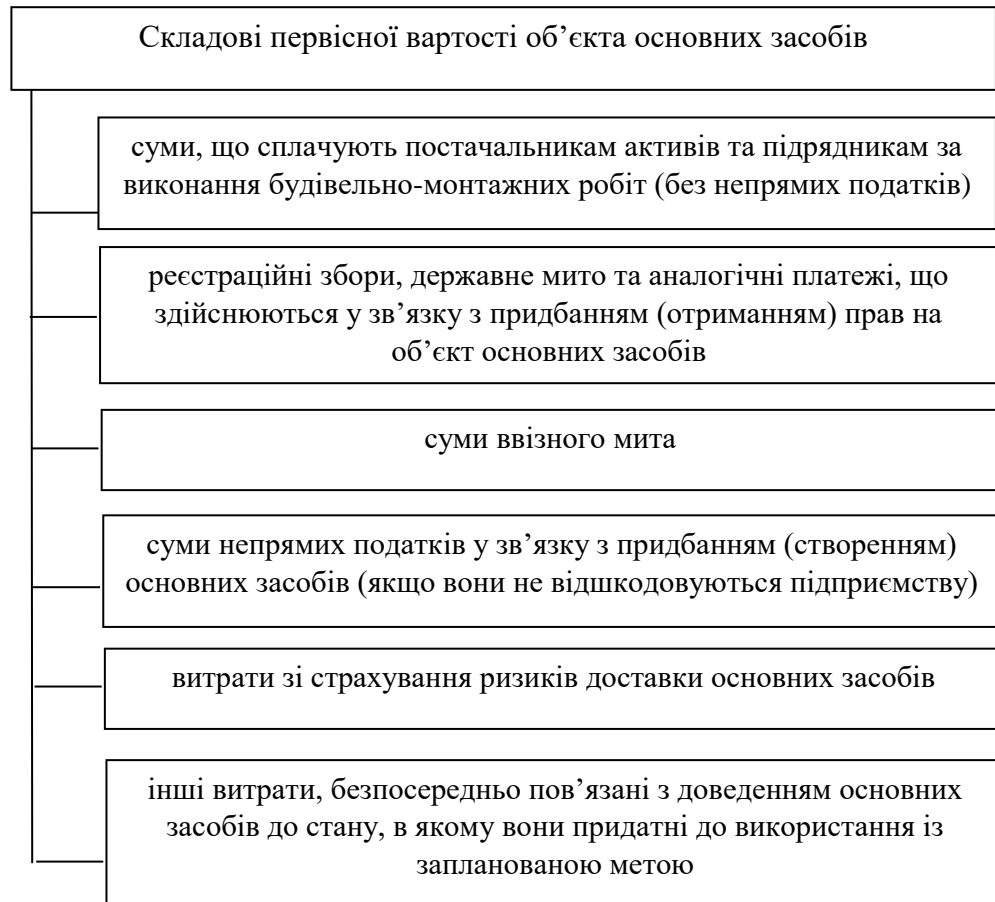 Складові первісної вартості об’єкта основних засобів
суми, що сплачують постачальникам активів та підрядникам за
виконання будівельно-монтажних робіт (без непрямих податків)
реєстраційні збори, державне мито та аналогічні платежі, що
здійснюються у зв’язку з придбанням (отриманням) прав на
об’єкт основних засобів
суми ввізного мита
суми непрямих податків у зв’язку з придбанням (створенням)
основних засобів (якщо вони не відшкодовуються підприємству)
витрати зі страхування ризиків доставки основних засобів
інші витрати, безпосередньо пов’язані з доведенням основних
засобів до стану, в якому вони придатні до використання із
запланованою метою